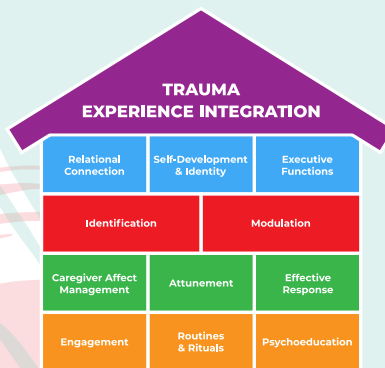 TRAUMA
EXPERIENCE INTEGRATION
Relational
Connection
Self-Development
& Identity
Executive
Functions
Identification
Modulation
Caregiver Affect
Management
Attunement
Effective
Response
Engagement
Routines
& Rituals
Psychoeducation